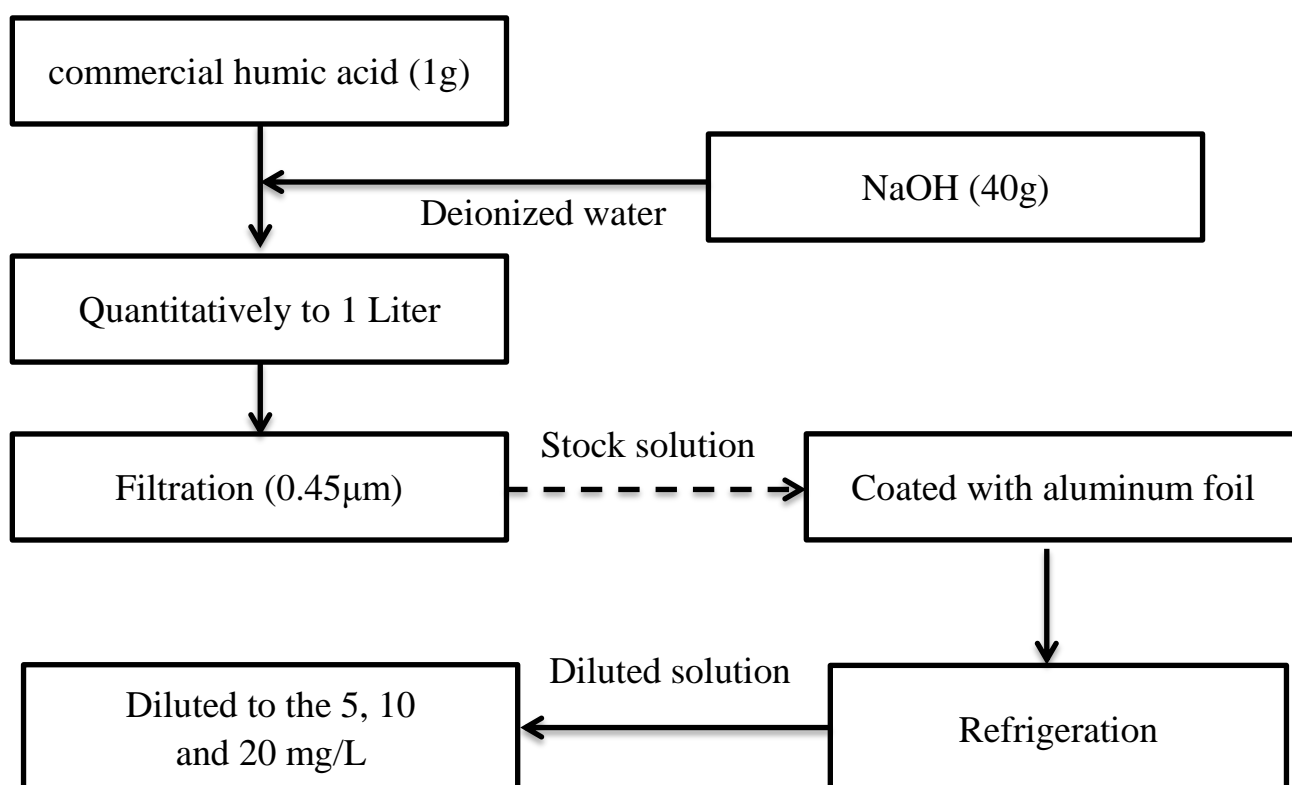 commercial humic acid (1g)
NaOH (40g)
Deionized water
Quantitatively to 1 Liter
Stock solution
Filtration (0.45μm)
Coated with aluminum foil
Diluted solution
Diluted to the 5, 10
and 20 mg/L
Refrigeration